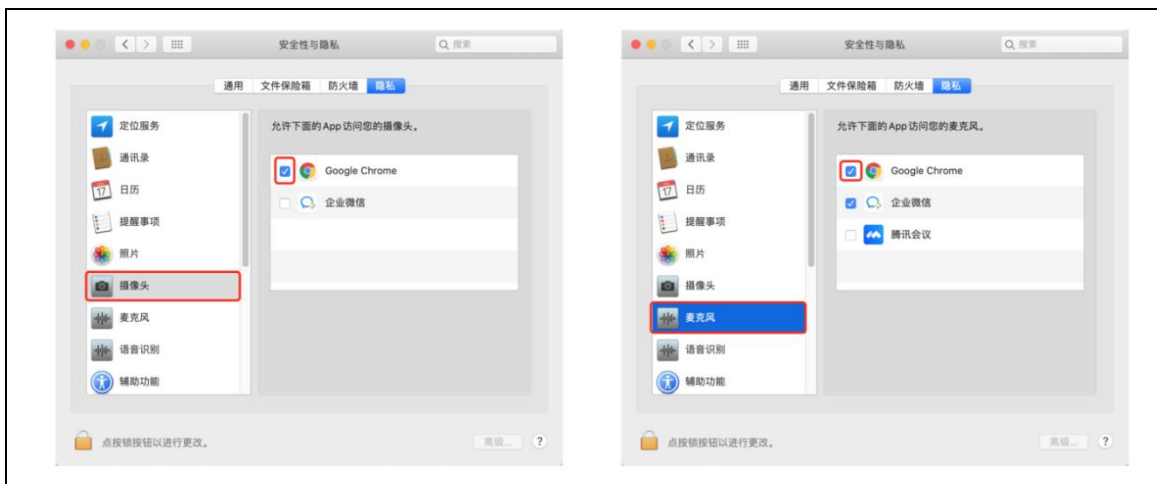 安全性与隐私
搜索
通用 文件保险箱 防火墙 隐私
定位服务
通讯录
17 日历
提醒事项
照片
摄像头
麦克风
语音识别
辅助功能
允许下面的 App 访问您的摄像头。
Google Chrome
企业微信
点按锁按钮以进行更改。
高级... ?
安全性与隐私
搜索
通用 文件保险箱 防火墙 隐私
定位服务
通讯录
17 日历
提醒事项
照片
摄像头
麦克风
语音识别
辅助功能
允许下面的 App 访问您的麦克风。
Google Chrome
企业微信
腾讯会议
点按锁按钮以进行更改。
高级... ?